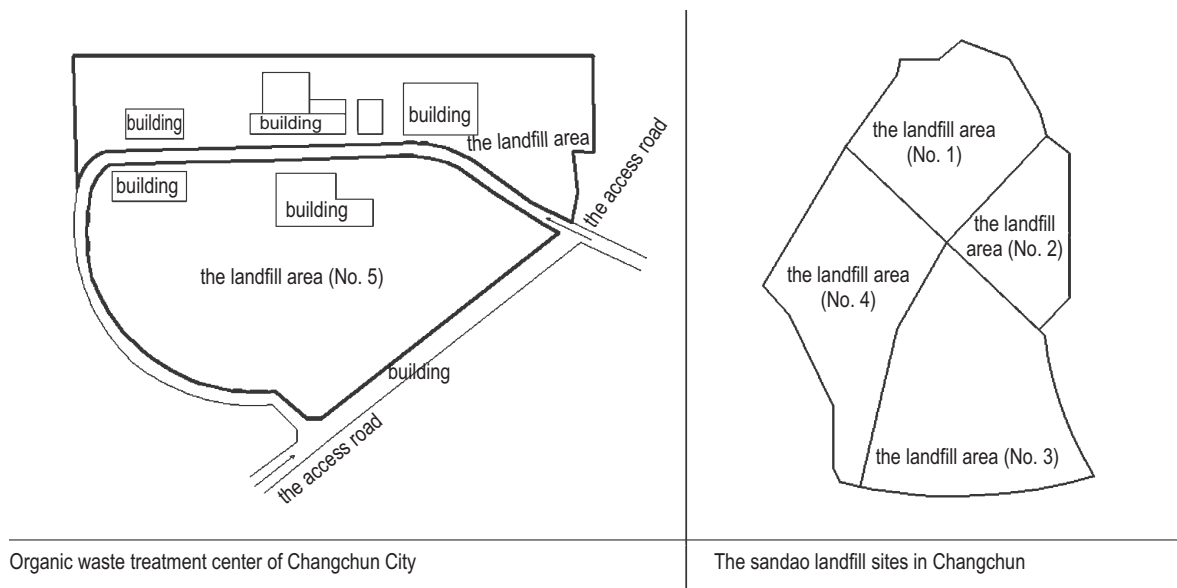 building
building
building
the landfill area
the access road
building
building
the landfill area (No. 5)
building
the access road
Organic waste treatment center of Changchun City
the landfill area
(No. 1)
the landfill
area (No. 2)
the landfill area
(No. 4)
the landfill area (No. 3)
The sandao landfill sites in Changchun